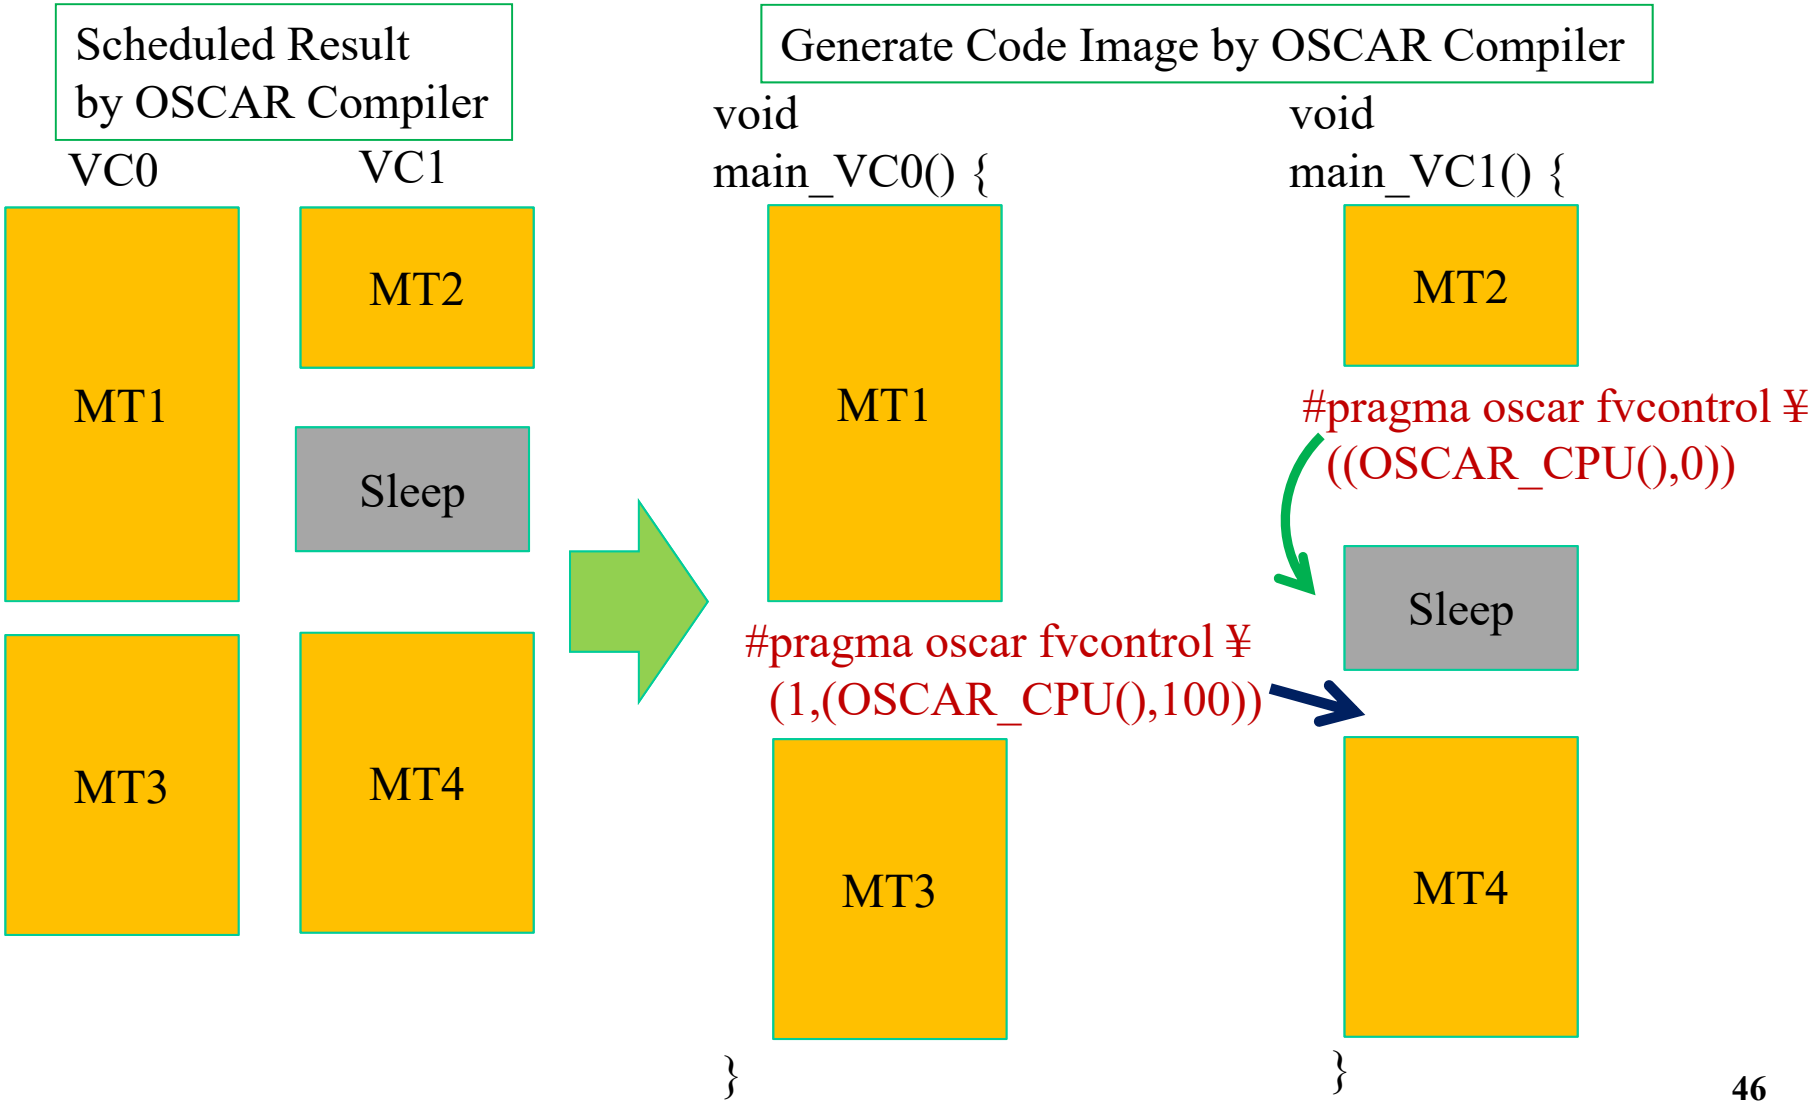 Scheduled Result
by OSCAR Compiler
VC0
VC1
MT1
MT2
Sleep
MT3
MT4
Generate Code Image by OSCAR Compiler
void
main_VC0() {
MT1
#pragma oscar fvcontrol ¥
(1,(OSCAR_CPU(),100))
MT3
}
void
main_VC1() {
MT2
#pragma oscar fvcontrol ¥
((OSCAR_CPU(),0))
Sleep
MT4
}
46